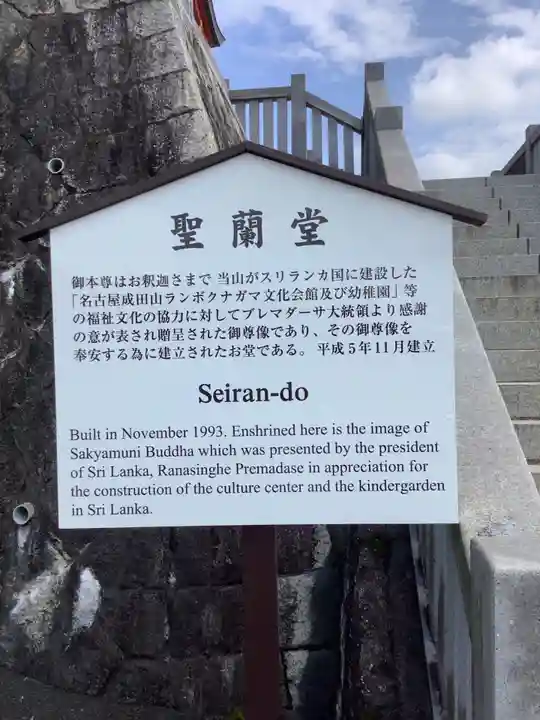 聖蘭堂
御本尊はお釈迦さまで 当山がスリランカ国に建設した
「名古屋成田山ランボクナガマ文化会館及び幼稚園」等
の福祉文化の協力に対してプレマダーサ大統領より感謝
の意が表され贈呈された御尊像であり、その御尊像を
奉安する為に建立されたお堂である。 平成5年11月建立
Seiran-do
Built in November 1993. Enshrined here is the image of
Sakyamuni Buddha which was presented by the president
of Sri Lanka, Ranasinghe Premadase in appreciation for
the construction of the culture center and the kindergarden
in Sri Lanka.